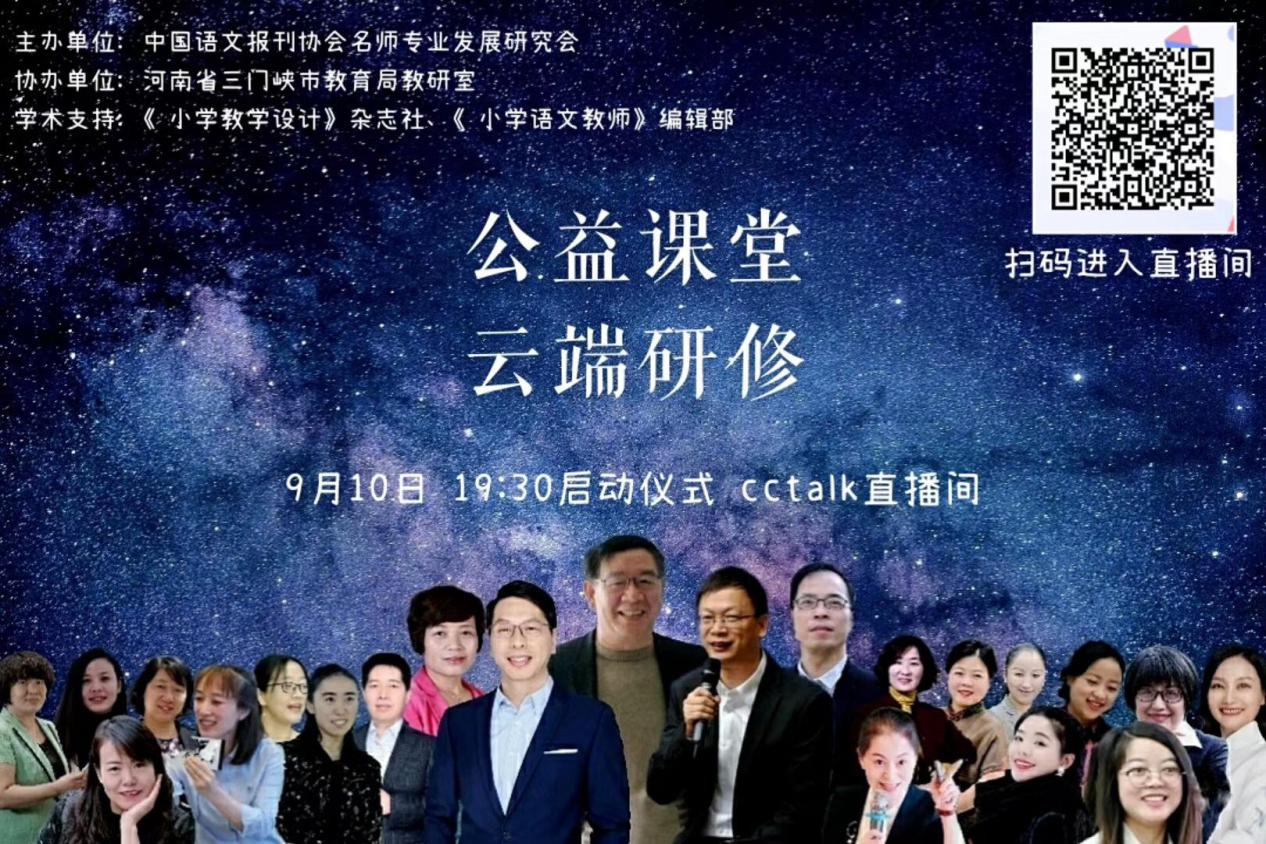 主办单位：中国语文报刊协会名师专业发展研究会
协办单位：河南省三门峡市教育局教研室
学术支持：《 小学教学设计》杂志社、《 小学语文教师》编辑部
扫码进入直播间
公益课堂
云端研修
9月10日 19:30启动仪式 cctalk直播间